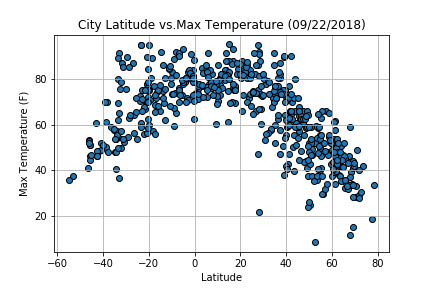 City Latitude vs.Max Temperature (09/22/2018)
Max Temperature (F)
80
60
40
20
−60 −40 −20 0 20 40 60 80
Latitude